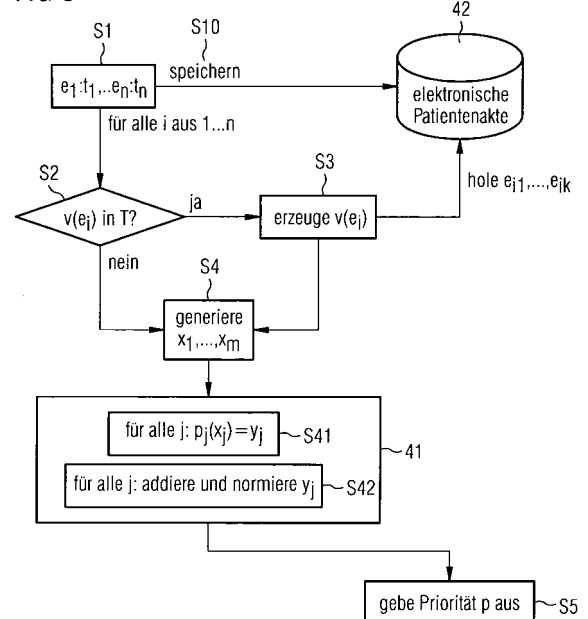 S1
S10
42
e₁:t₁,..eₙ:tₙ
speichern
elektronische
Patientenakte
für alle i aus 1...n
S2
S3
hole eᵢ₁,...,eᵢₖ
v(eᵢ) in T?
ja
erzeuge v(eᵢ)
nein
S4
generiere
x₁,...,xₘ
für alle j: pⱼ(xⱼ)=yⱼ
S41
41
für alle j: addiere und normiere yⱼ
S42
gebe Priorität p aus
S5